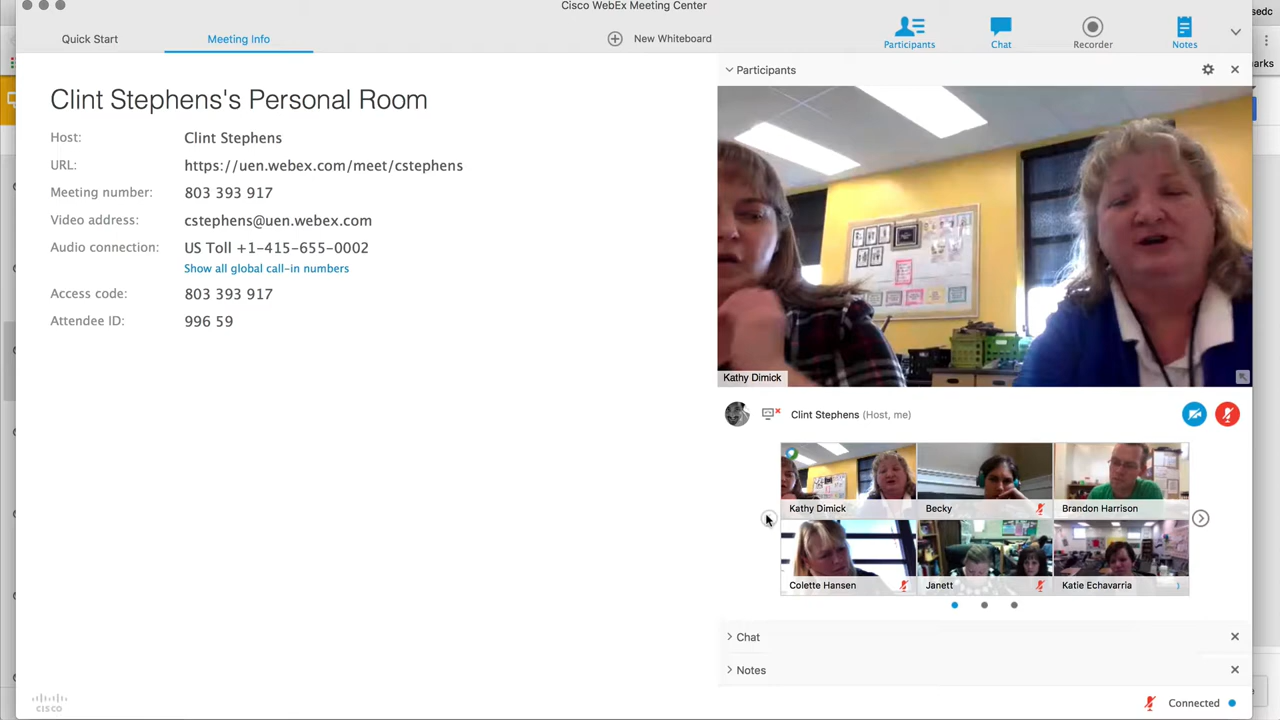 Cisco WebEx Meeting Center
sedc
Quick Start
Meeting Info
New Whiteboard
Participants
Chat
Recorder
Notes
arks
Participants
Clint Stephens's Personal Room
Host: Clint Stephens
URL: https://uen.webex.com/meet/cstephens
Meeting number: 803 393 917
Video address: cstephens@uen.webex.com
Audio connection: US Toll +1-415-655-0002
Show all global call-in numbers
Access code: 803 393 917
Attendee ID: 996 59
Kathy Dimick
Clint Stephens (Host, me)
Kathy Dimick
Becky
Brandon Harrison
Colette Hansen
Janett
Katie Echavarria
Chat
Notes
cisco
Connected